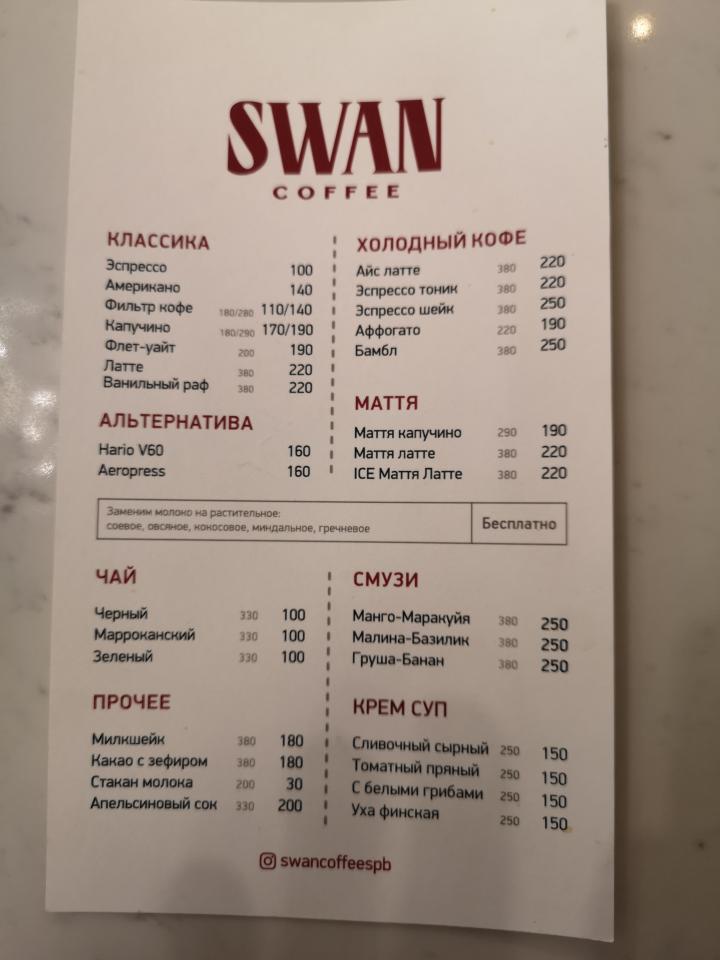 SWAN
COFFEE
КЛАССИКА
Эспрессо 100
Американо 140
Фильтр кофе 180/280 110/140
Капучино 180/290 170/190
Флет-уайт 200 190
Латте 380 220
Ванильный раф 380 220
АЛЬТЕРНАТИВА
Hario V60 160
Aeropress 160
ХОЛОДНЫЙ КОФЕ
Айс латте 380 220
Эспрессо тоник 380 220
Эспрессо шейк 380 250
Аффогато 220 190
Бамбл 380 250
МАТТЯ
Маття капучино 290 190
Маття латте 380 220
ICE Маття Латте 380 220
Заменим молоко на растительное:
соевое, овсяное, кокосовое, миндальное, гречневое
Бесплатно
ЧАЙ
Черный 330 100
Марроканский 330 100
Зеленый 330 100
ПРОЧЕЕ
Милкшейк 380 180
Какао с зефиром 380 180
Стакан молока 200 30
Апельсиновый сок 330 200
СМУЗИ
Манго-Маракуйя 380 250
Малина-Базилик 380 250
Груша-Банан 380 250
КРЕМ СУП
Сливочный сырный 250 150
Томатный пряный 250 150
С белыми грибами 250 150
Уха финская 250 150
swancoffeespb